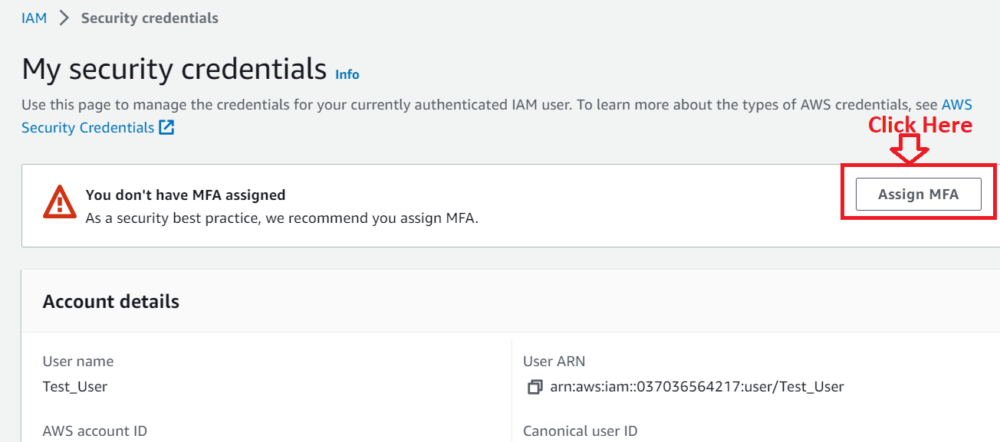 IAM > Security credentials
My security credentials Info
Use this page to manage the credentials for your currently authenticated IAM user. To learn more about the types of AWS credentials, see AWS
Security Credentials
Click Here
You don't have MFA assigned
Assign MFA
As a security best practice, we recommend you assign MFA.
Account details
User name
User ARN
Test_User
arn:aws:iam::037036564217:user/Test_User
AWS account ID
Canonical user ID